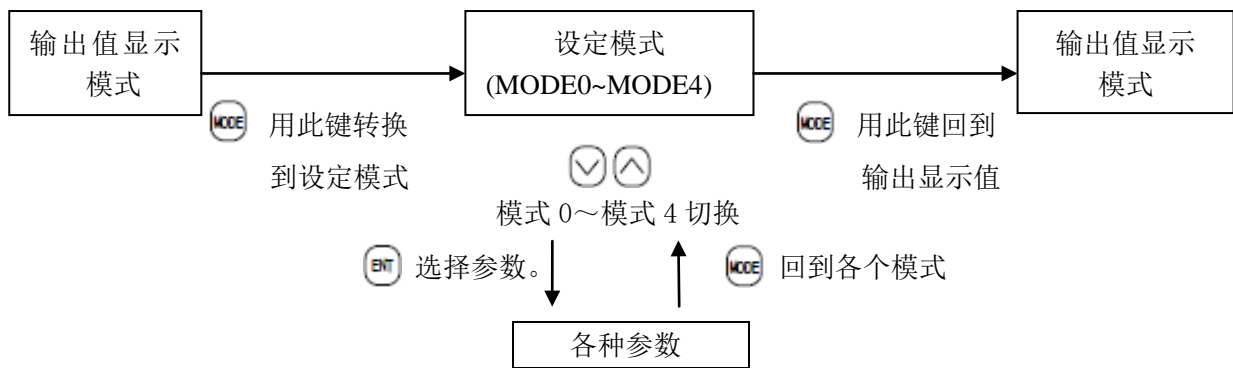 输出值显示
模式
设定模式
(MODE0~MODE4)
输出值显示
模式
MODE 用此键转换
到设定模式
MODE 用此键回到
输出显示值
模式 0～模式 4 切换
ENT 选择参数。
MODE 回到各个模式
各种参数